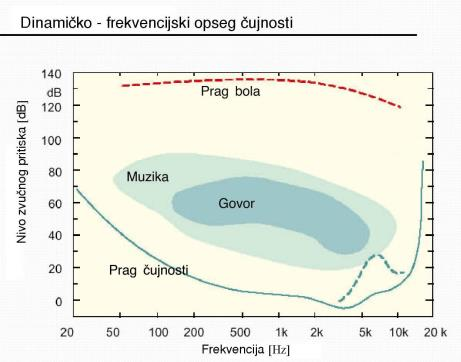 Dinamičko - frekvencijski opseg čujnosti
140
dB
120
100
80
60
40
20
0
Nivo zvučnog pritiska [dB]
Prag bola
Muzika
Govor
Prag čujnosti
20 50 100 200 500 1k 2k 5k 10k 20 k
Frekvencija [Hz]